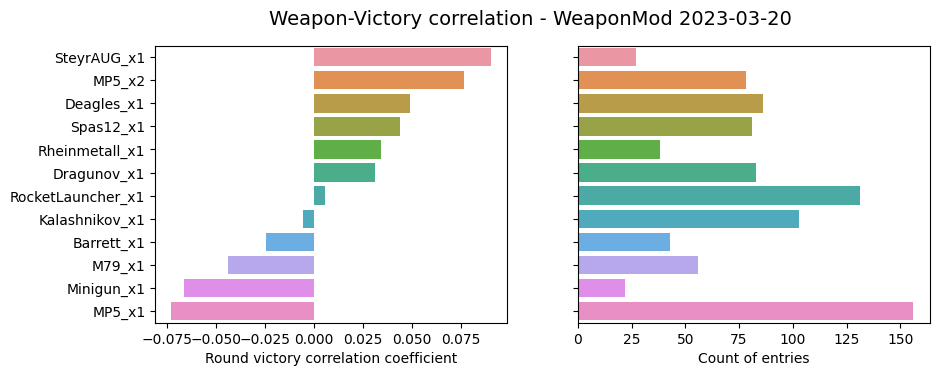 Weapon-Victory correlation - WeaponMod 2023-03-20
SteyrAUG_x1
MP5_x2
Deagles_x1
Spas12_x1
Rheinmetall_x1
Dragunov_x1
RocketLauncher_x1
Kalashnikov_x1
Barrett_x1
M79_x1
Minigun_x1
MP5_x1
−0.075 −0.050 −0.025 0.000 0.025 0.050 0.075
Round victory correlation coefficient
0 25 50 75 100 125 150
Count of entries